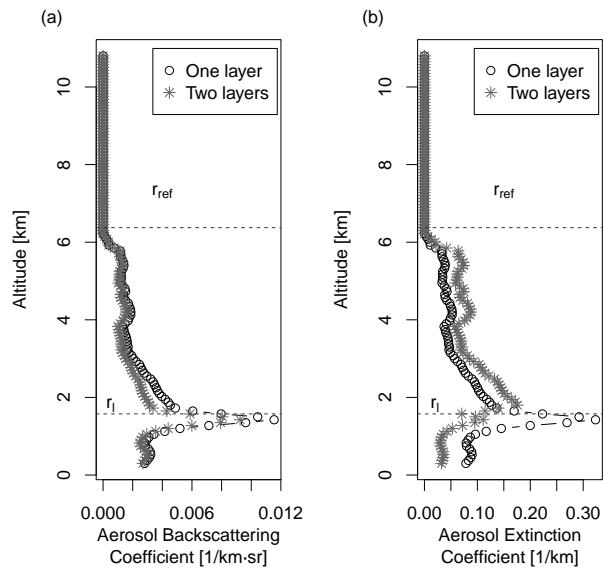 (a)
One layer
Two layers
r_ref
r_l
Altitude [km]
0
2
4
6
8
10
0.000
0.006
0.012
Aerosol Backscattering
Coefficient [1/km·sr]
(b)
One layer
Two layers
r_ref
r_l
Altitude [km]
0
2
4
6
8
10
0.00
0.10
0.20
0.30
Aerosol Extinction
Coefficient [1/km]